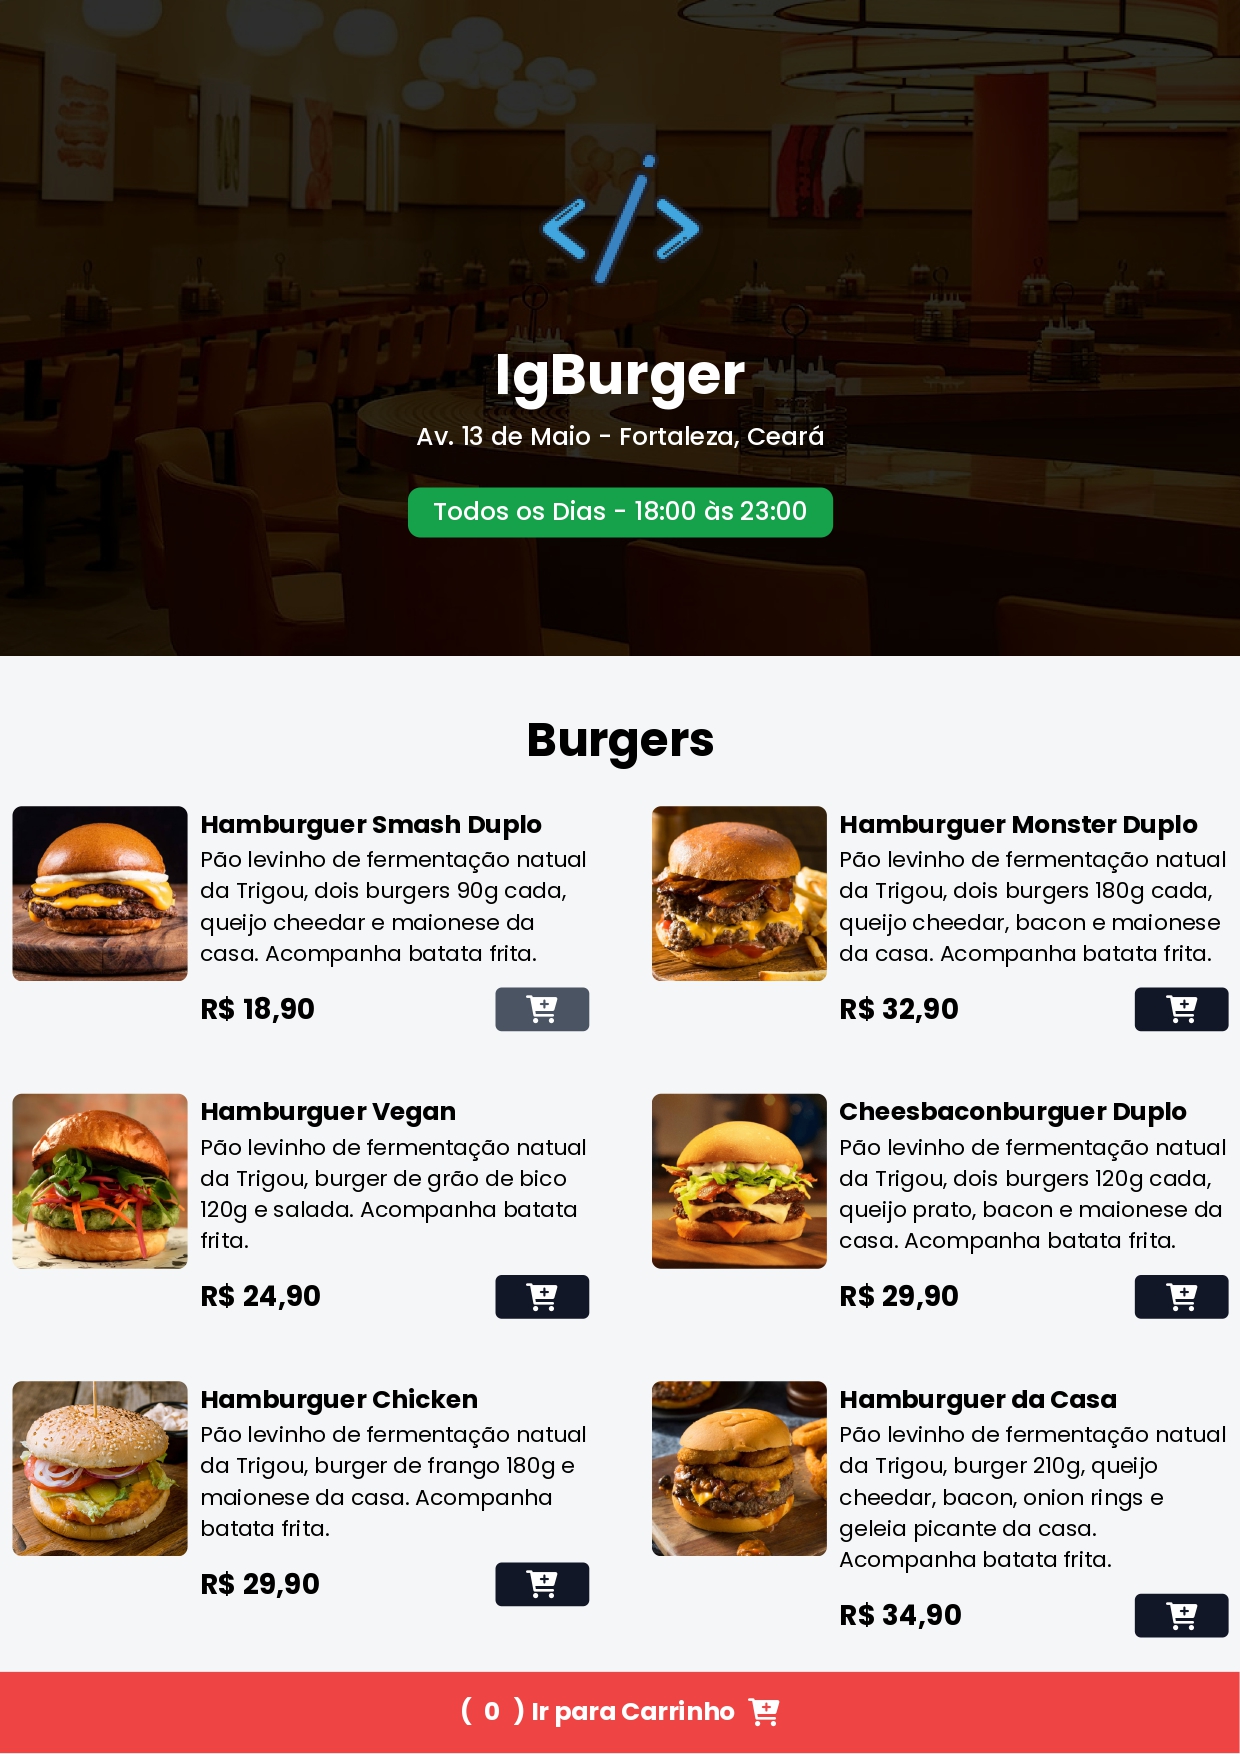 </>
IgBurger
Av. 13 de Maio - Fortaleza, Ceará
Todos os Dias - 18:00 às 23:00
Burgers
Hamburguer Smash Duplo
Pão levinho de fermentação natual
da Trigou, dois burgers 90g cada,
queijo cheedar e maionese da
casa. Acompanha batata frita.
R$ 18,90
Hamburguer Monster Duplo
Pão levinho de fermentação natual
da Trigou, dois burgers 180g cada,
queijo cheedar, bacon e maionese
da casa. Acompanha batata frita.
R$ 32,90
Hamburguer Vegan
Pão levinho de fermentação natual
da Trigou, burger de grão de bico
120g e salada. Acompanha batata
frita.
R$ 24,90
Cheesbaconburguer Duplo
Pão levinho de fermentação natual
da Trigou, dois burgers 120g cada,
queijo prato, bacon e maionese da
casa. Acompanha batata frita.
R$ 29,90
Hamburguer Chicken
Pão levinho de fermentação natual
da Trigou, burger de frango 180g e
maionese da casa. Acompanha
batata frita.
R$ 29,90
Hamburguer da Casa
Pão levinho de fermentação natual
da Trigou, burger 210g, queijo
cheedar, bacon, onion rings e
geleia picante da casa.
Acompanha batata frita.
R$ 34,90
( 0 ) Ir para Carrinho